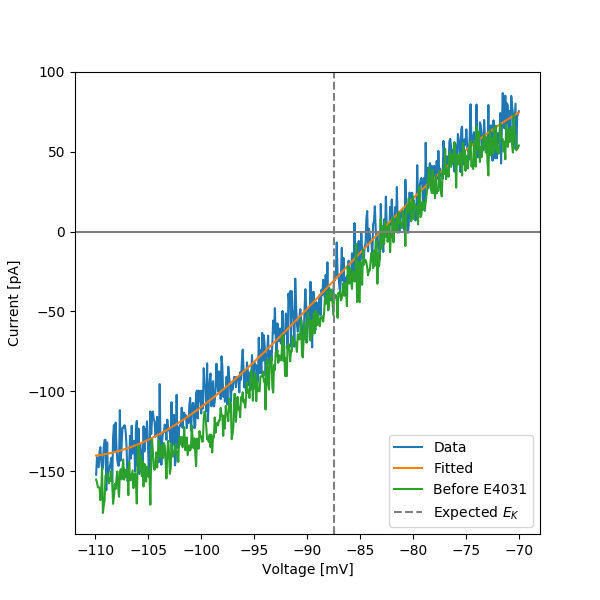 100
50
0
−50
−100
−150
Current [pA]
−110 −105 −100 −95 −90 −85 −80 −75 −70
Voltage [mV]
Data
Fitted
Before E4031
Expected E_K